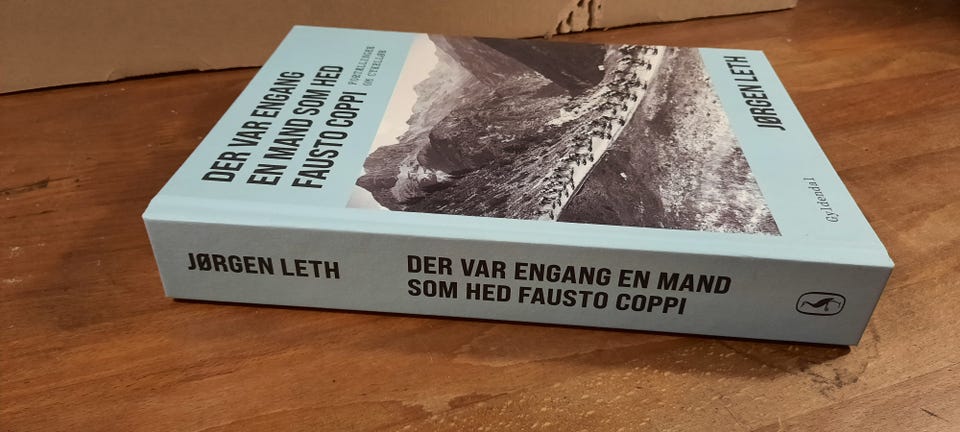 DER VAR ENGANG
EN MAND SOM HED
FAUSTO COPPI
FORTÆLLINGER
OM CYKELLØB
JØRGEN LETH
Gyldendal
JØRGEN LETH
DER VAR ENGANG EN MAND
SOM HED FAUSTO COPPI